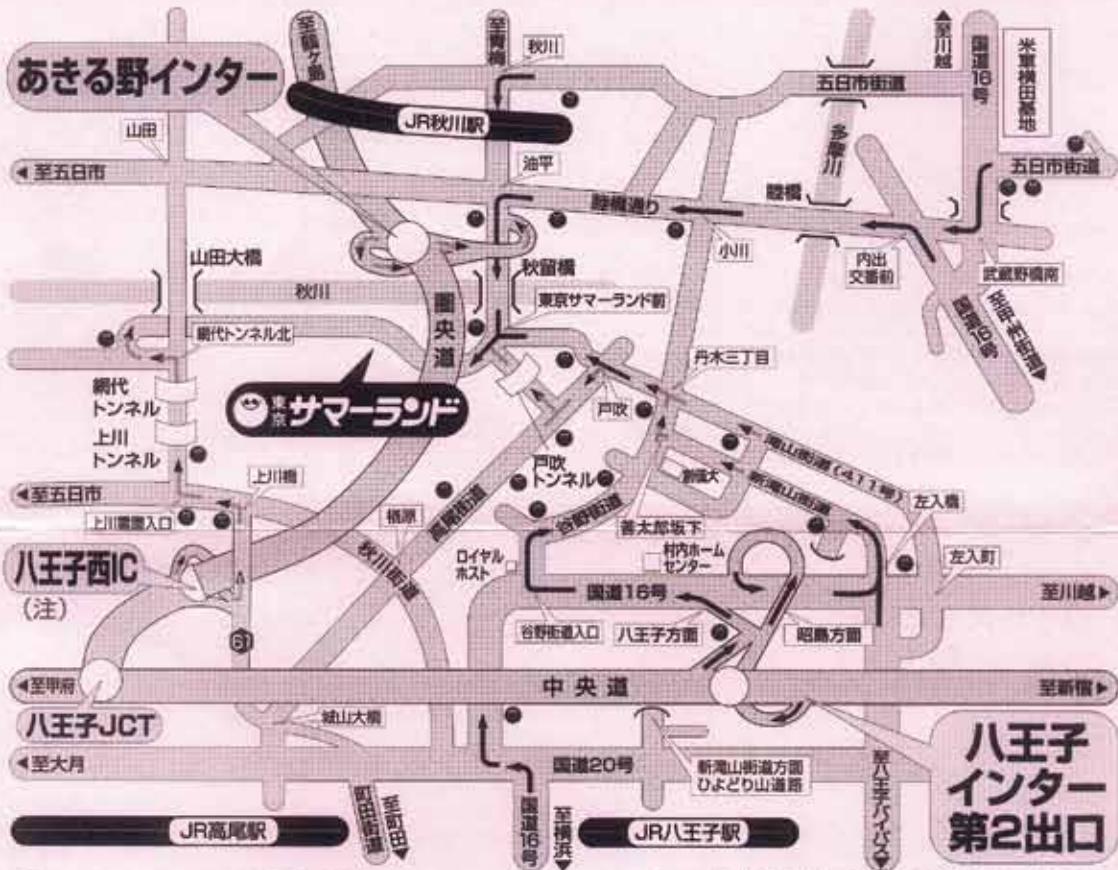 至鶴ヶ島
至青梅
秋川
至川越
国道16号
米軍横田基地
あきる野インター
JR秋川駅
五日市街道
多摩川
山田
油平
五日市街道
至五日市
睦橋通り
睦橋
小川
内出
交番前
武蔵野橋南
山田大橋
秋川
秋留橋
東京サマーランド前
国道16号
至甲州街道
圏央道
網代トンネル北
丹木三丁目
網代
トンネル
東京サマーランド
戸吹
上川
トンネル
戸吹
トンネル
滝山街道(411号)
創価大
新滝山街道
至五日市
上川橋
高尾街道
楢原
谷野街道
善太郎坂下
左入橋
上川霊園入口
秋川街道
ロイヤル
ホスト
村内ホーム
センター
左入町
八王子西IC
(注)
国道16号
至川越
谷野街道入口
八王子方面
昭島方面
61
至甲府
中央道
至新宿
八王子JCT
城山大橋
至大月
国道20号
新滝山街道方面
ひよどり山道路
八王子
インター
第2出口
町田街道
至町田
国道16号
至横浜
至八王子バイパス
JR高尾駅
JR八王子駅